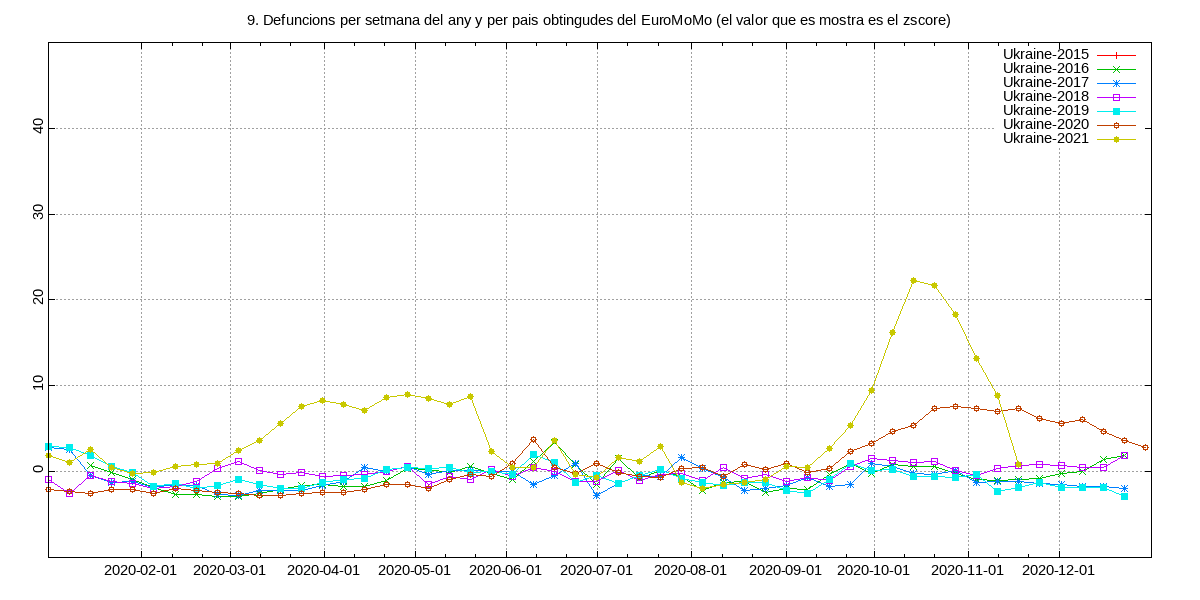 9. Defuncions per setmana del any y per pais obtingudes del EuroMoMo (el valor que es mostra es el zscore)
Ukraine-2015
Ukraine-2016
Ukraine-2017
Ukraine-2018
Ukraine-2019
Ukraine-2020
Ukraine-2021
40
30
20
10
0
2020-02-01 2020-03-01 2020-04-01 2020-05-01 2020-06-01 2020-07-01 2020-08-01 2020-09-01 2020-10-01 2020-11-01 2020-12-01